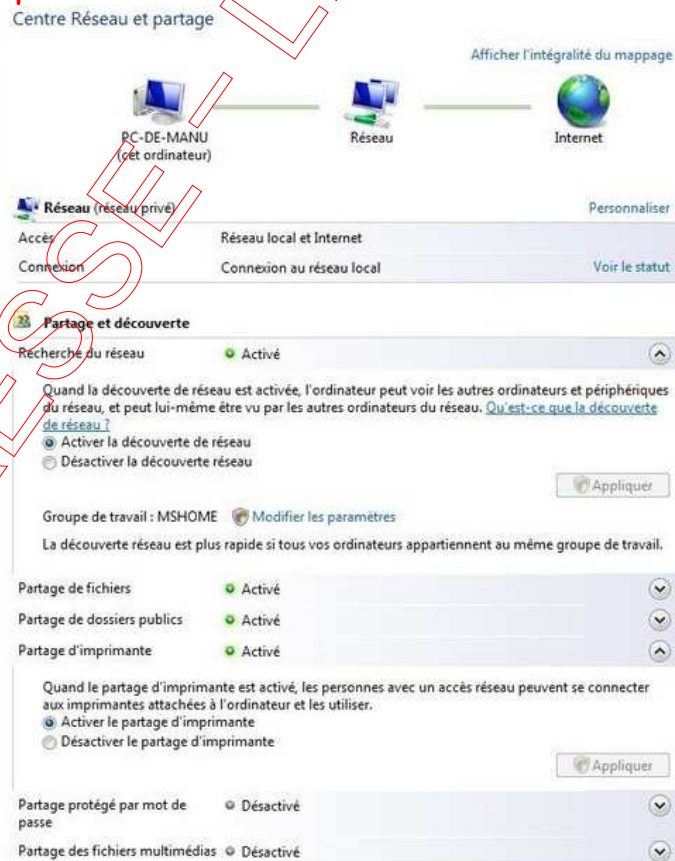 Centre Réseau et partage
Afficher l'intégralité du mappage
PC-DE-MANU
(cet ordinateur)
Réseau
Internet
Réseau (réseau privé)
Personnaliser
Accès
Réseau local et Internet
Connexion
Connexion au réseau local
Voir le statut
Partage et découverte
Recherche du réseau
Activé
Quand la découverte de réseau est activée, l'ordinateur peut voir les autres ordinateurs et périphériques
du réseau, et peut lui-même être vu par les autres ordinateurs du réseau. Qu'est-ce que la découverte
de réseau ?
Activer la découverte de réseau
Désactiver la découverte réseau
Appliquer
Groupe de travail : MSHOME
Modifier les paramètres
La découverte réseau est plus rapide si tous vos ordinateurs appartiennent au même groupe de travail.
Partage de fichiers
Activé
Partage de dossiers publics
Activé
Partage d'imprimante
Activé
Quand le partage d'imprimante est activé, les personnes avec un accès réseau peuvent se connecter
aux imprimantes attachées à l'ordinateur et les utiliser.
Activer le partage d'imprimante
Désactiver le partage d'imprimante
Appliquer
Partage protégé par mot de
passe
Désactivé
Partage des fichiers multimédias
Désactivé
ESSE – L